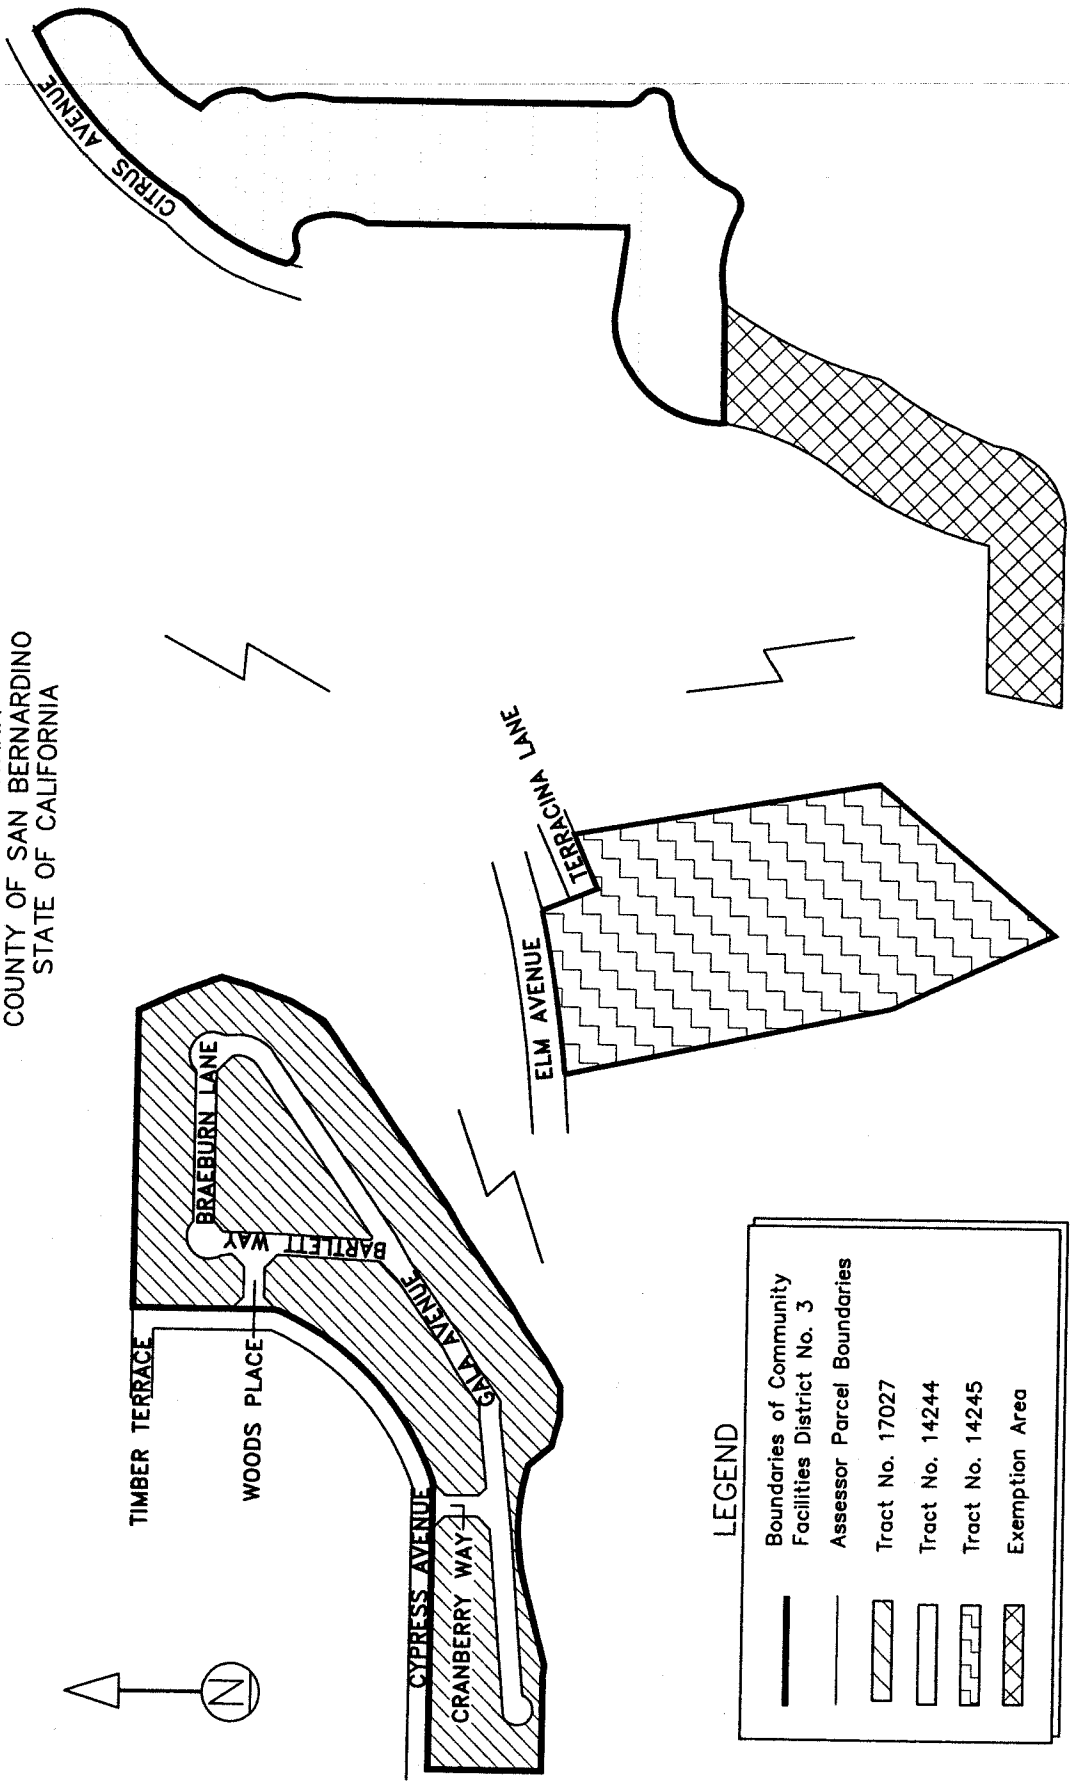 COUNTY OF SAN BERNARDINO
STATE OF CALIFORNIA
CITRUS AVENUE
TERRACINA LANE
ELM AVENUE
BRAEBURN LANE
BARTLETT WAY
GALA AVENUE
TIMBER TERRACE
WOODS PLACE
CYPRESS AVENUE
CRANBERRY WAY
N
LEGEND
Boundaries of Community
Facilities District No. 3
Assessor Parcel Boundaries
Tract No. 17027
Tract No. 14244
Tract No. 14245
Exemption Area